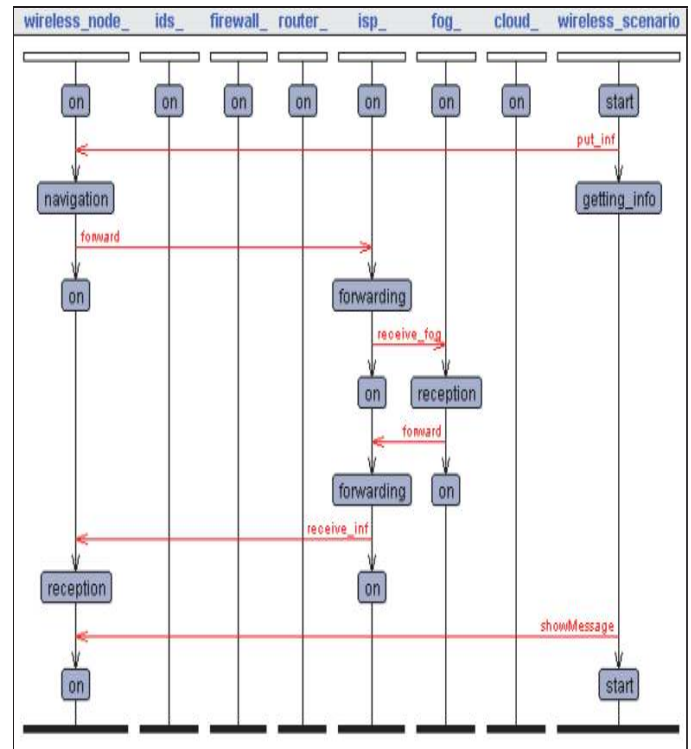 wireless_node_ ids_ firewall_ router_ isp_ fog_ cloud_ wireless_scenario
on on on on on on on start
put_inf
navigation getting_info
forward
on forwarding
receive_fog
on reception
forward
forwarding on
receive_inf
reception on
showMessage
on start